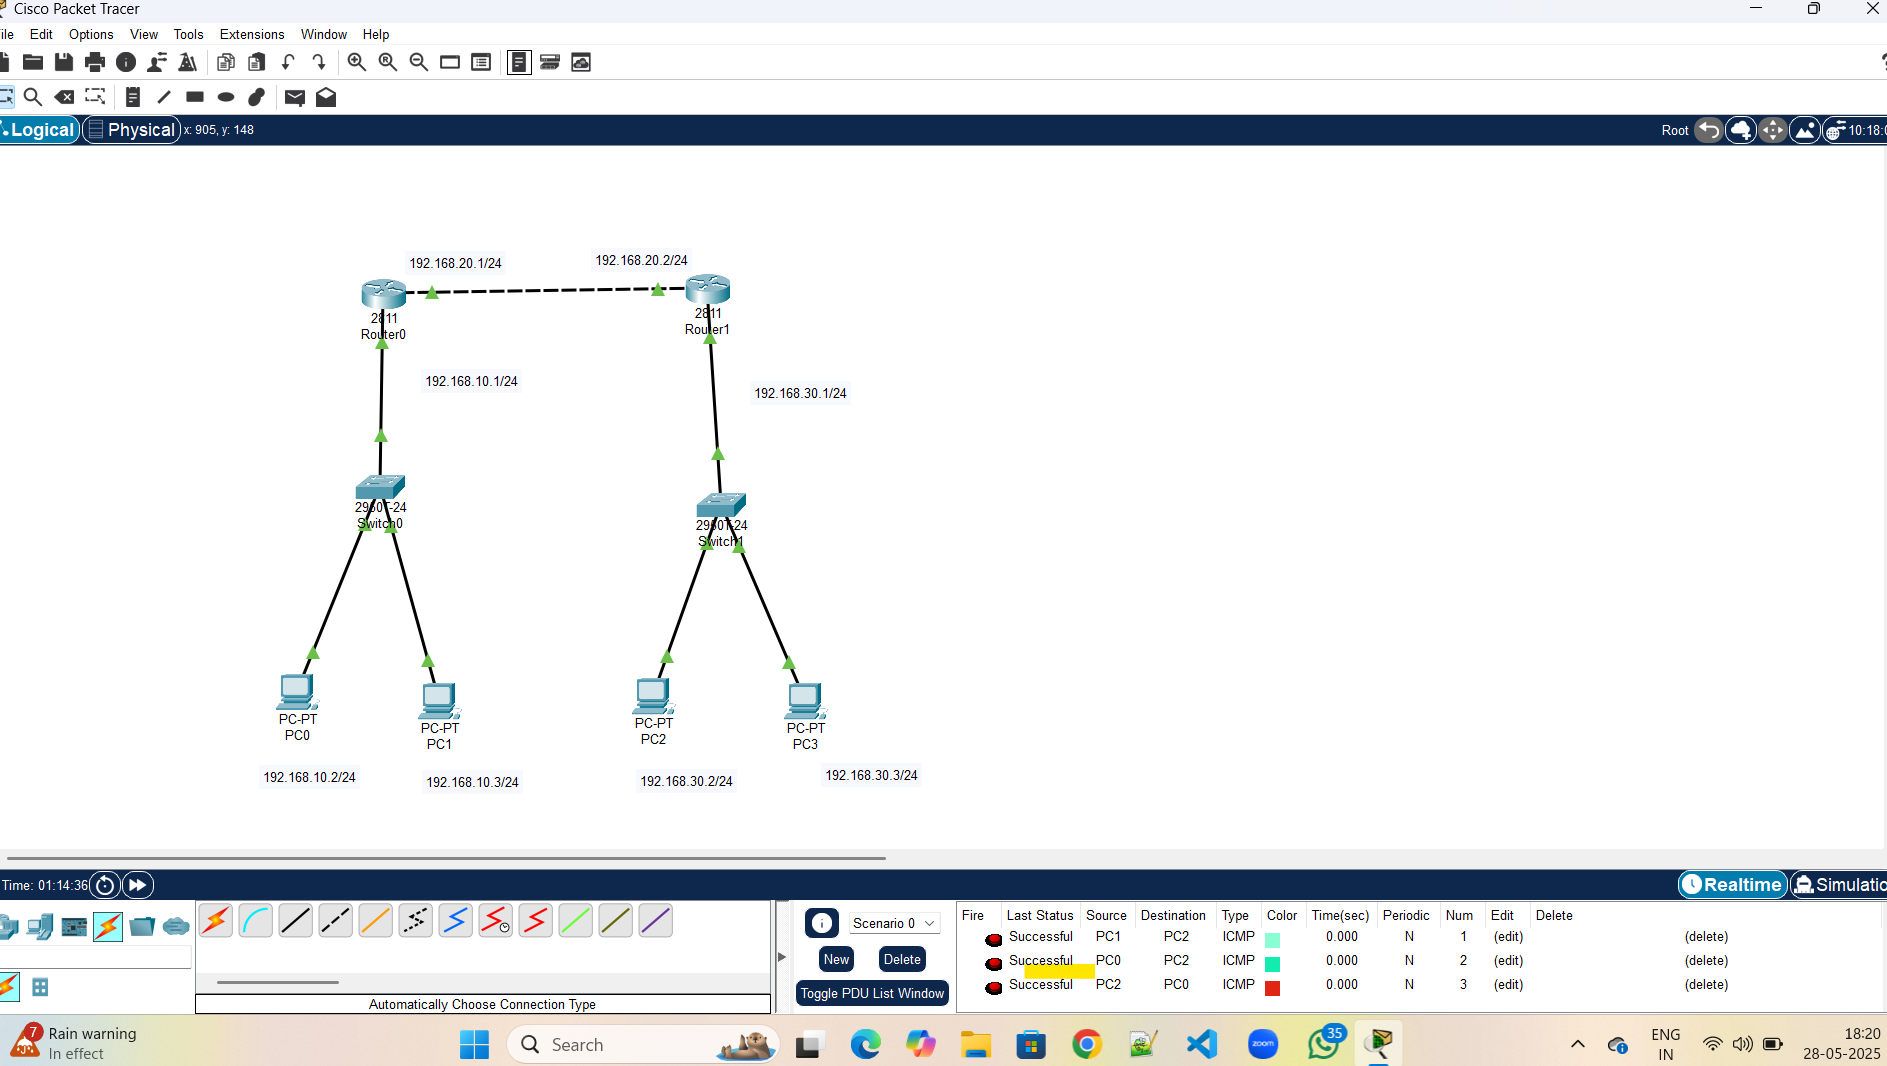 Cisco Packet Tracer
ile Edit Options View Tools Extensions Window Help
Logical Physical x: 905, y: 148 Root 10:18:0
192.168.20.1/24 192.168.20.2/24
2811
Router0
2811
Router1
192.168.10.1/24
192.168.30.1/24
2950T-24
Switch0
2950T-24
Switch1
PC-PT
PC0
PC-PT
PC1
PC-PT
PC2
PC-PT
PC3
192.168.10.2/24 192.168.10.3/24 192.168.30.2/24 192.168.30.3/24
Time: 01:14:36 Realtime Simulatio
Scenario 0
New Delete
Toggle PDU List Window
Automatically Choose Connection Type
Fire Last Status Source Destination Type Color Time(sec) Periodic Num Edit Delete
Successful PC1 PC2 ICMP 0.000 N 1 (edit) (delete)
Successful PC0 PC2 ICMP 0.000 N 2 (edit) (delete)
Successful PC2 PC0 ICMP 0.000 N 3 (edit) (delete)
7
Rain warning
In effect
Search
zoom
35
ENG
IN
18:20
28-05-2025